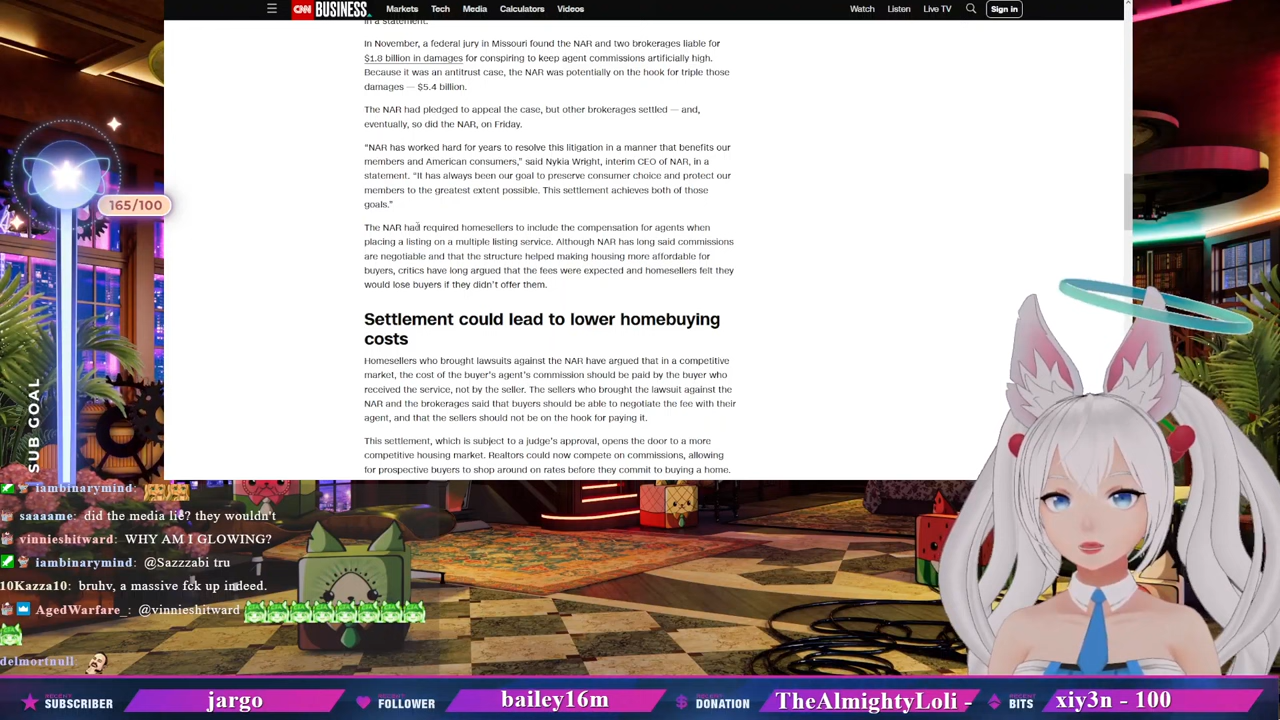 CNN BUSINESS Markets Tech Media Calculators Videos Watch Listen Live TV Sign in
in a statement.
In November, a federal jury in Missouri found the NAR and two brokerages liable for
$1.8 billion in damages for conspiring to keep agent commissions artificially high.
Because it was an antitrust case, the NAR was potentially on the hook for triple those
damages — $5.4 billion.
The NAR had pledged to appeal the case, but other brokerages settled — and,
eventually, so did the NAR, on Friday.
“NAR has worked hard for years to resolve this litigation in a manner that benefits our
members and American consumers,” said Nykia Wright, interim CEO of NAR, in a
statement. “It has always been our goal to preserve consumer choice and protect our
members to the greatest extent possible. This settlement achieves both of those
goals.”
The NAR had required homesellers to include the compensation for agents when
placing a listing on a multiple listing service. Although NAR has long said commissions
are negotiable and that the structure helped making housing more affordable for
buyers, critics have long argued that the fees were expected and homesellers felt they
would lose buyers if they didn’t offer them.
Settlement could lead to lower homebuying
costs
Homesellers who brought lawsuits against the NAR have argued that in a competitive
market, the cost of the buyer’s agent’s commission should be paid by the buyer who
received the service, not by the seller. The sellers who brought the lawsuit against the
NAR and the brokerages said that buyers should be able to negotiate the fee with their
agent, and that the sellers should not be on the hook for paying it.
This settlement, which is subject to a judge’s approval, opens the door to a more
competitive housing market. Realtors could now compete on commissions, allowing
for prospective buyers to shop around on rates before they commit to buying a home.
165/100
SUB GOAL
iambinarymind:
saaaame: did the media lie? they wouldn't
vinnieshitward: WHY AM I GLOWING?
iambinarymind: @Sazzzabi tru
10Kazza10: bruhv, a massive fck up indeed.
AgedWarfare_: @vinnieshitward
delmortnull:
RECENT SUBSCRIBER jargo RECENT FOLLOWER bailey16m RECENT DONATION TheAlmightyLoli - RECENT BITS xiy3n - 100